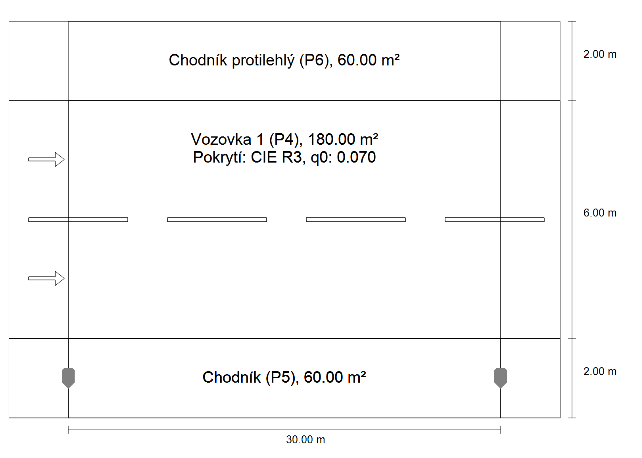 Chodník protilehlý (P6), 60.00 m²
2.00 m
Vozovka 1 (P4), 180.00 m²
Pokrytí: CIE R3, q0: 0.070
6.00 m
Chodník (P5), 60.00 m²
2.00 m
30.00 m